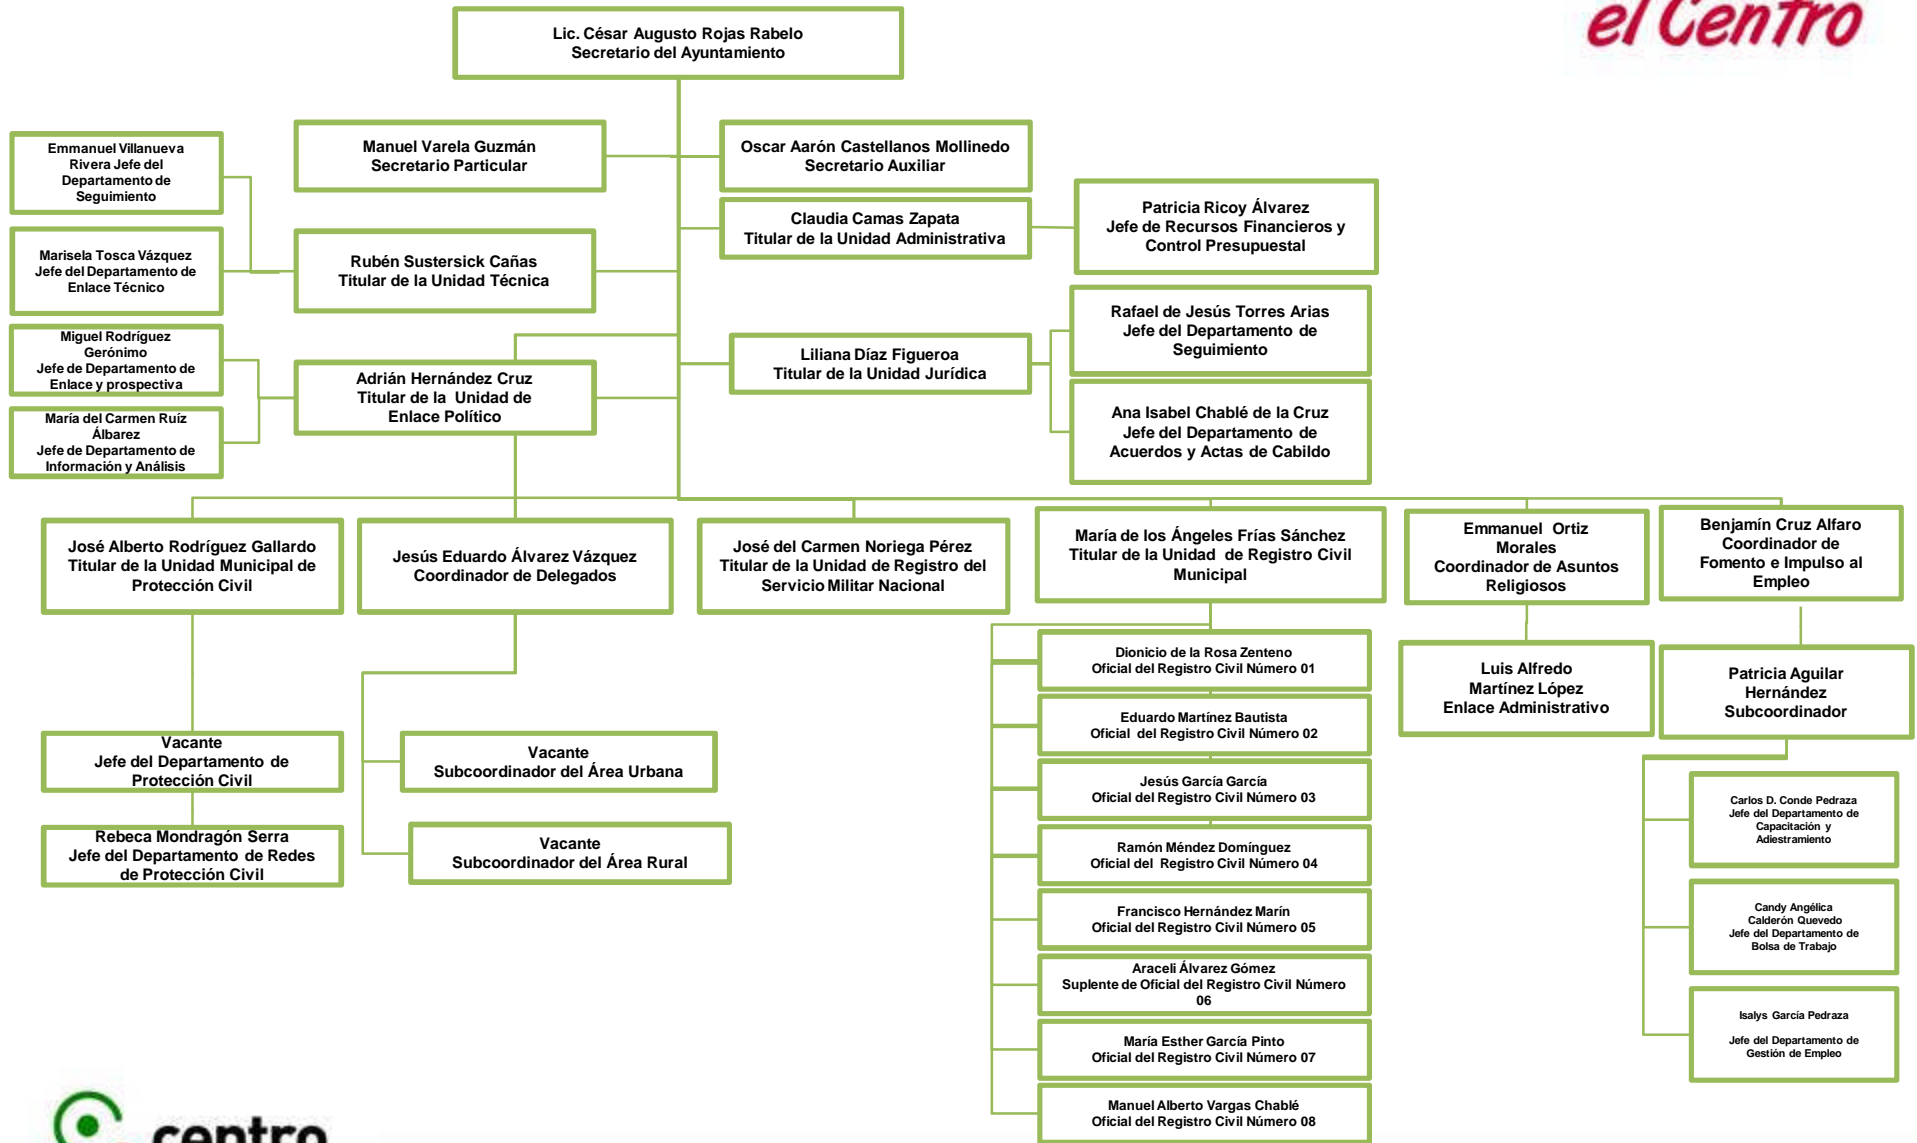 el Centro
Lic. César Augusto Rojas Rabelo
Secretario del Ayuntamiento
Emmanuel Villanueva
Rivera Jefe del
Departamento de
Seguimiento
Manuel Varela Guzmán
Secretario Particular
Oscar Aarón Castellanos Mollinedo
Secretario Auxiliar
Claudia Camas Zapata
Titular de la Unidad Administrativa
Patricia Ricoy Álvarez
Jefe de Recursos Financieros y
Control Presupuestal
Marisela Tosca Vázquez
Jefe del Departamento de
Enlace Técnico
Rubén Sustersick Cañas
Titular de la Unidad Técnica
Rafael de Jesús Torres Arias
Jefe del Departamento de
Seguimiento
Miguel Rodríguez
Gerónimo
Jefe de Departamento de
Enlace y prospectiva
Adrián Hernández Cruz
Titular de la Unidad de
Enlace Político
Liliana Díaz Figueroa
Titular de la Unidad Jurídica
María del Carmen Ruíz
Álbarez
Jefe de Departamento de
Información y Análisis
Ana Isabel Chablé de la Cruz
Jefe del Departamento de
Acuerdos y Actas de Cabildo
José Alberto Rodríguez Gallardo
Titular de la Unidad Municipal de
Protección Civil
Jesús Eduardo Álvarez Vázquez
Coordinador de Delegados
José del Carmen Noriega Pérez
Titular de la Unidad de Registro del
Servicio Militar Nacional
María de los Ángeles Frías Sánchez
Titular de la Unidad de Registro Civil
Municipal
Emmanuel Ortiz
Morales
Coordinador de Asuntos
Religiosos
Benjamín Cruz Alfaro
Coordinador de
Fomento e Impulso al
Empleo
Dionicio de la Rosa Zenteno
Oficial del Registro Civil Número 01
Luis Alfredo
Martínez López
Enlace Administrativo
Patricia Aguilar
Hernández
Subcoordinador
Eduardo Martínez Bautista
Oficial del Registro Civil Número 02
Vacante
Jefe del Departamento de
Protección Civil
Vacante
Subcoordinador del Área Urbana
Jesús García García
Oficial del Registro Civil Número 03
Carlos D. Conde Pedraza
Jefe del Departamento de
Capacitación y
Adiestramiento
Rebeca Mondragón Serra
Jefe del Departamento de Redes
de Protección Civil
Vacante
Subcoordinador del Área Rural
Ramón Méndez Domínguez
Oficial del Registro Civil Número 04
Francisco Hernández Marín
Oficial del Registro Civil Número 05
Candy Angélica
Calderón Quevedo
Jefe del Departamento de
Bolsa de Trabajo
Araceli Álvarez Gómez
Suplente de Oficial del Registro Civil Número
06
Isalys García Pedraza
Jefe del Departamento de
Gestión de Empleo
María Esther García Pinto
Oficial del Registro Civil Número 07
Manuel Alberto Vargas Chablé
Oficial del Registro Civil Número 08
centro